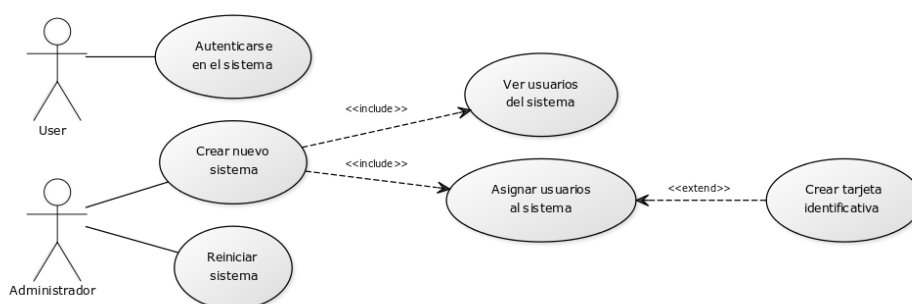 Autenticarse
en el sistema
User
Ver usuarios
del sistema
<<include>>
Crear nuevo
sistema
<<include>>
Asignar usuarios
al sistema
<<extend>>
Crear tarjeta
identificativa
Reiniciar
sistema
Administrador